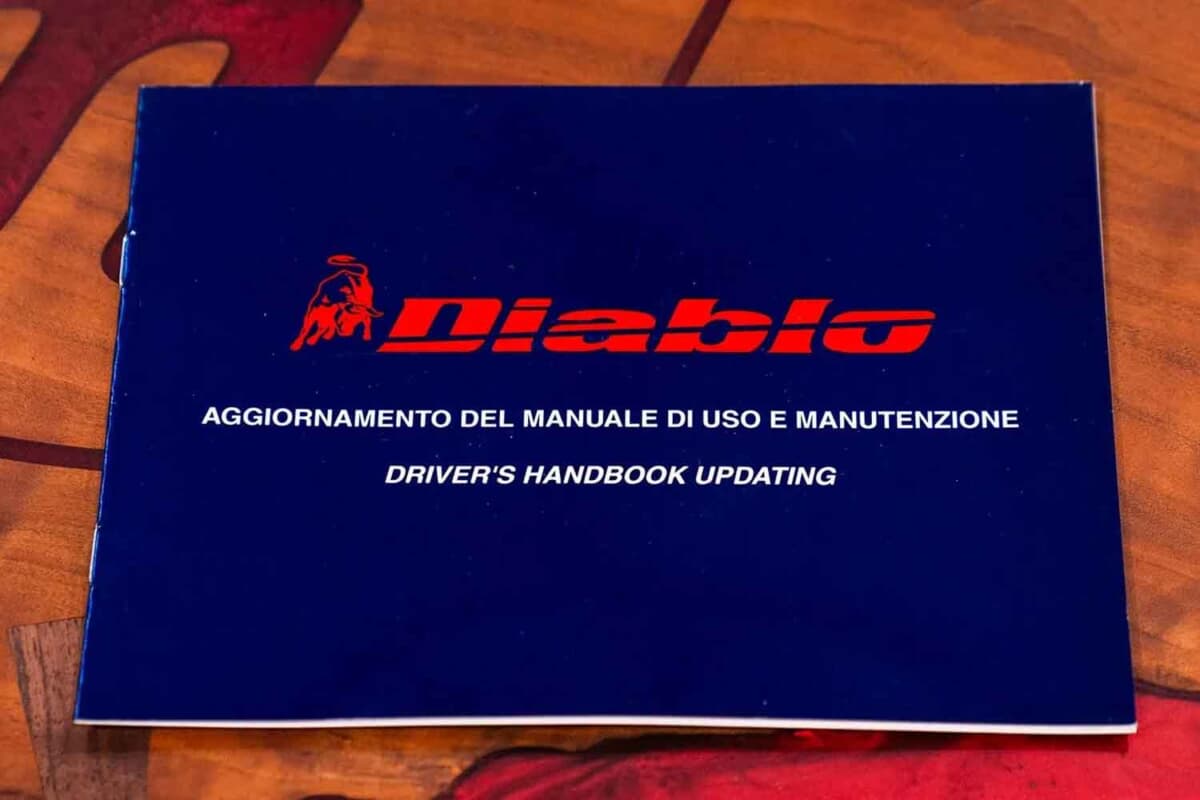 Diablo
AGGIORNAMENTO DEL MANUALE DI USO E MANUTENZIONE
DRIVER'S HANDBOOK UPDATING